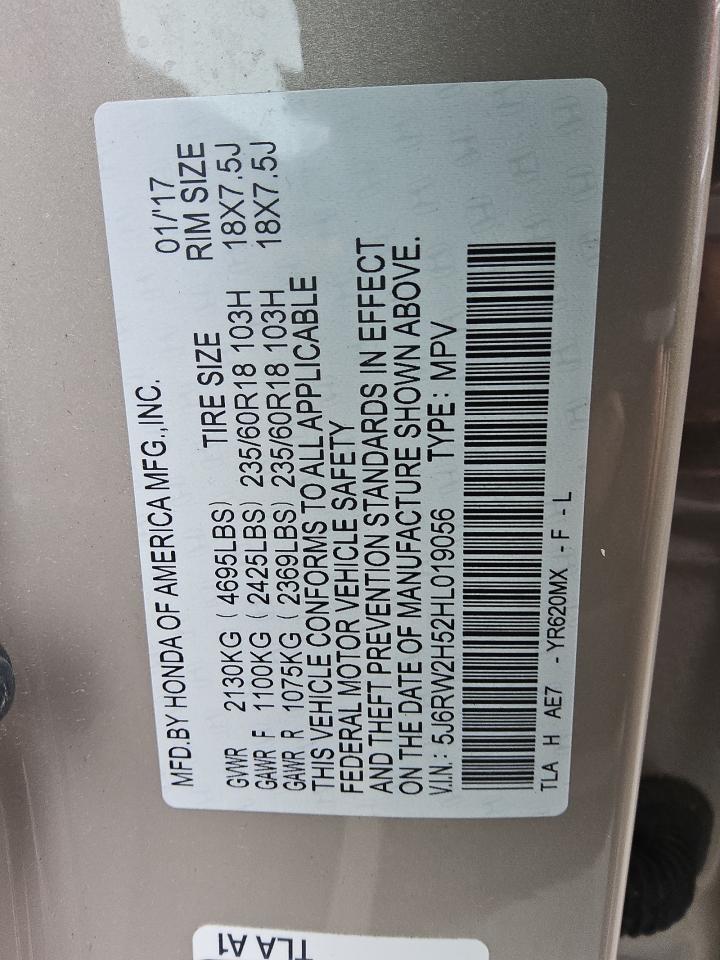 MFD.BY HONDA OF AMERICA MFG.,INC. 01/'17
TIRE SIZE RIM SIZE
GVWR 2130KG ( 4695LBS)
GAWR F 1100KG ( 2425LBS) 235/60R18 103H 18X7.5J
GAWR R 1075KG ( 2369LBS) 235/60R18 103H 18X7.5J
THIS VEHICLE CONFORMS TO ALL APPLICABLE
FEDERAL MOTOR VEHICLE SAFETY
AND THEFT PREVENTION STANDARDS IN EFFECT
ON THE DATE OF MANUFACTURE SHOWN ABOVE.
V.I.N.: 5J6RW2H52HL019056 TYPE: MPV
TLA H AE7 - YR620MX - F - L
TLA A1